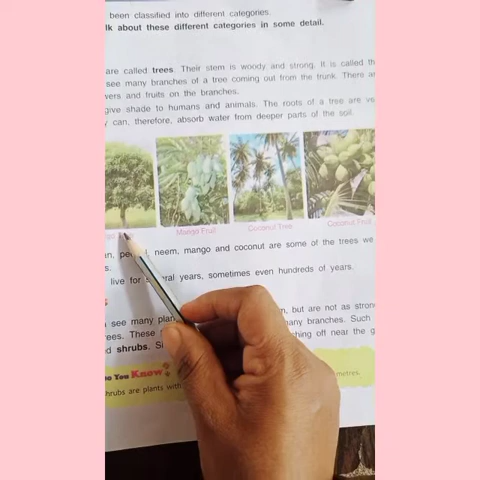 been classified into different categories.
lk about these different categories in some detail.
are called trees. Their stem is woody and strong. It is called th
see many branches of a tree coming out from the trunk. There a
vers and fruits on the branches.
give shade to humans and animals. The roots of a tree are ve
y can, therefore, absorb water from deeper parts of the soil.
Mango Fruit
Coconut Tree
Coconut Fruit
an, pe l, neem, mango and coconut are some of the trees we
s.
live for s ral years, sometimes even hundreds of years.
see many plan n, but are not as stron
rees. These many branches. Such
d shrubs. Si ching off near the g
o You Know?
hrubs are plants with metres.